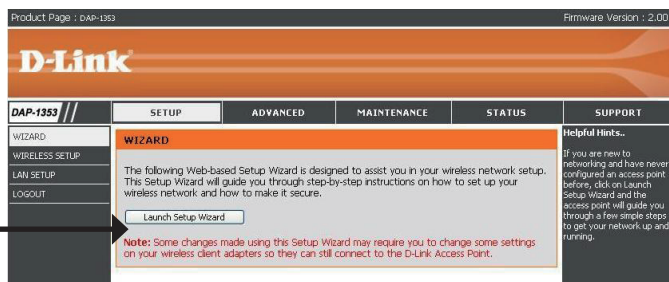 Product Page : DAP-1353
Firmware Version : 2.00
D-Link
DAP-1353 //
SETUP
ADVANCED
MAINTENANCE
STATUS
SUPPORT
WIZARD
WIRELESS SETUP
LAN SETUP
LOGOUT
WIZARD
The following Web-based Setup Wizard is designed to assist you in your wireless network setup.
This Setup Wizard will guide you through step-by-step instructions on how to set up your
wireless network and how to make it secure.
Launch Setup Wizard
Note: Some changes made using this Setup Wizard may require you to change some settings
on your wireless client adapters so they can still connect to the D-Link Access Point.
Helpful Hints..
If you are new to
networking and have never
configured an access point
before, click on Launch
Setup Wizard and the
access point will guide you
through a few simple steps
to get your network up and
running.